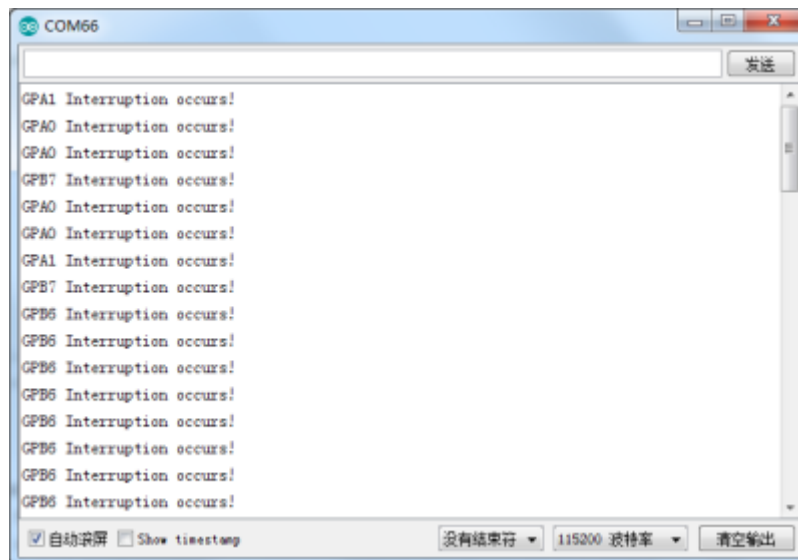 COM66
发送
GPA1 Interruption occurs!
GPA0 Interruption occurs!
GPA0 Interruption occurs!
GPB7 Interruption occurs!
GPA0 Interruption occurs!
GPA0 Interruption occurs!
GPA1 Interruption occurs!
GPB7 Interruption occurs!
GPB6 Interruption occurs!
GPB6 Interruption occurs!
GPB6 Interruption occurs!
GPB6 Interruption occurs!
GPB6 Interruption occurs!
GPB6 Interruption occurs!
GPB6 Interruption occurs!
GPB6 Interruption occurs!
自动滚屏 Show timestamp 没有结束符 115200 波特率 清空输出